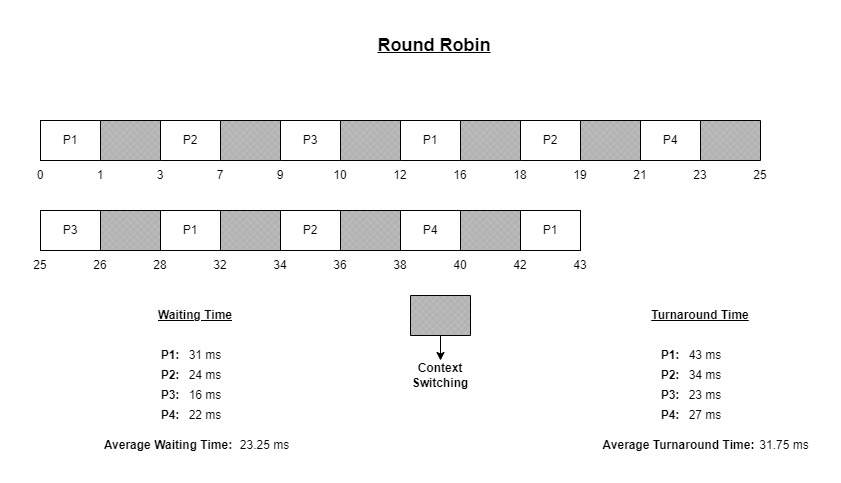 Round Robin
P1 P2 P3 P1 P2 P4
0 1 3 7 9 10 12 16 18 19 21 23 25
P3 P1 P2 P4 P1
25 26 28 32 34 36 38 40 42 43
Waiting Time Turnaround Time
P1: 31 ms P1: 43 ms
Context
P2: 24 ms P2: 34 ms
Switching
P3: 16 ms P3: 23 ms
P4: 22 ms P4: 27 ms
Average Waiting Time: 23.25 ms Average Turnaround Time: 31.75 ms